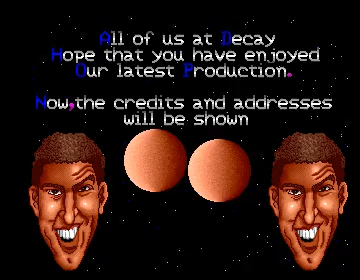 All of us at Decay
Hope that you have enjoyed
Our latest Production.
Now,the credits and addresses
will be shown